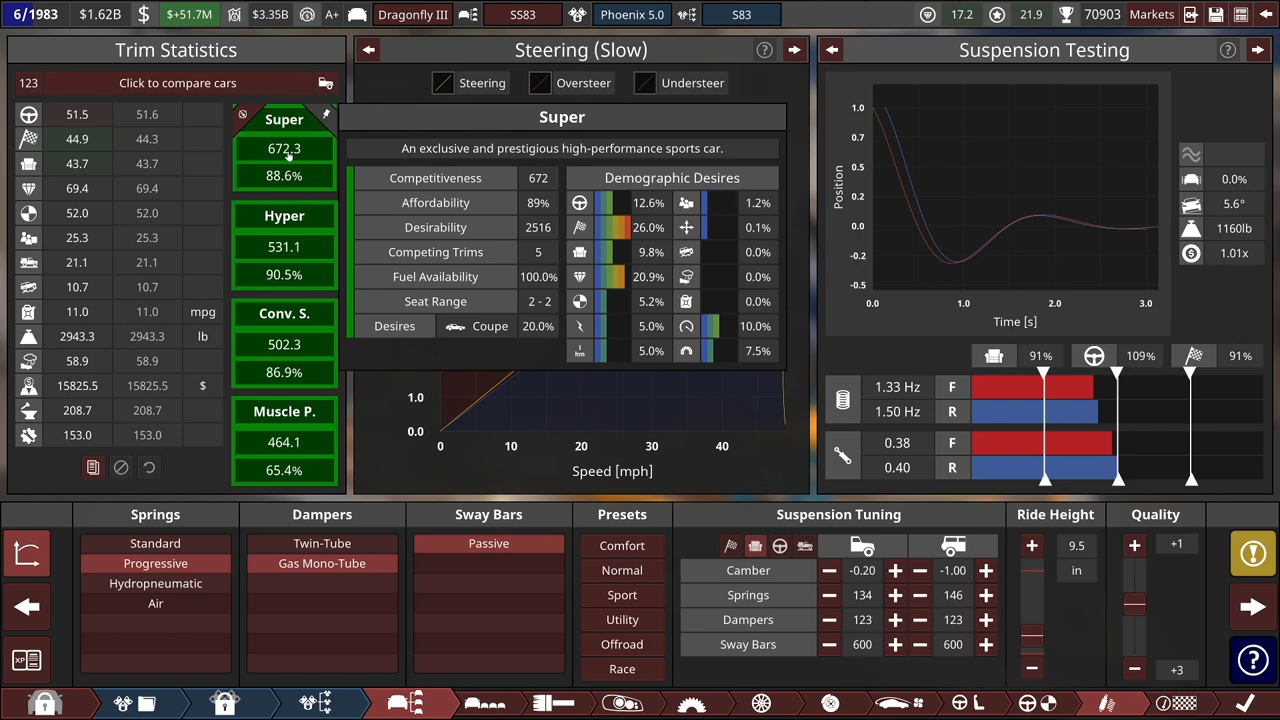 6/1983 $1.62B $+51.7M $3.35B A+ Dragonfly III SS83 Phoenix 5.0 S83 17.2 21.9 70903 Markets
Trim Statistics
123 Click to compare cars
51.5 51.6
44.9 44.3
43.7 43.7
69.4 69.4
52.0 52.0
25.3 25.3
21.1 21.1
10.7 10.7
11.0 11.0 mpg
2943.3 2943.3 lb
58.9 58.9
15825.5 15825.5 $
208.7 208.7
153.0 153.0
Super
672.3
88.6%
Hyper
531.1
90.5%
Conv. S.
502.3
86.9%
Muscle P.
464.1
65.4%
Steering (Slow)
Steering Oversteer Understeer
Super
An exclusive and prestigious high-performance sports car.
Competitiveness 672
Affordability 89%
Desirability 2516
Competing Trims 5
Fuel Availability 100.0%
Seat Range 2 - 2
Desires Coupe 20.0%
Demographic Desires
12.6% 1.2%
26.0% 0.1%
9.8% 0.0%
20.9% 0.0%
5.2% 0.0%
5.0% 10.0%
5.0% 7.5%
1.0
0.0
0 10 20 30 40
Speed [mph]
Suspension Testing
1.0
0.7
0.5
0.2
0.0
-0.2
-0.5
Position
0.0 1.0 2.0 3.0
Time [s]
0.0%
5.6°
1160lb
1.01x
91% 109% 91%
1.33 Hz F
1.50 Hz R
0.38 F
0.40 R
Springs
Standard
Progressive
Hydropneumatic
Air
Dampers
Twin-Tube
Gas Mono-Tube
Sway Bars
Passive
Presets
Comfort
Normal
Sport
Utility
Offroad
Race
Suspension Tuning
Camber -0.20 -1.00
Springs 134 146
Dampers 123 123
Sway Bars 600 600
Ride Height
9.5
in
Quality
+1
+3
XP